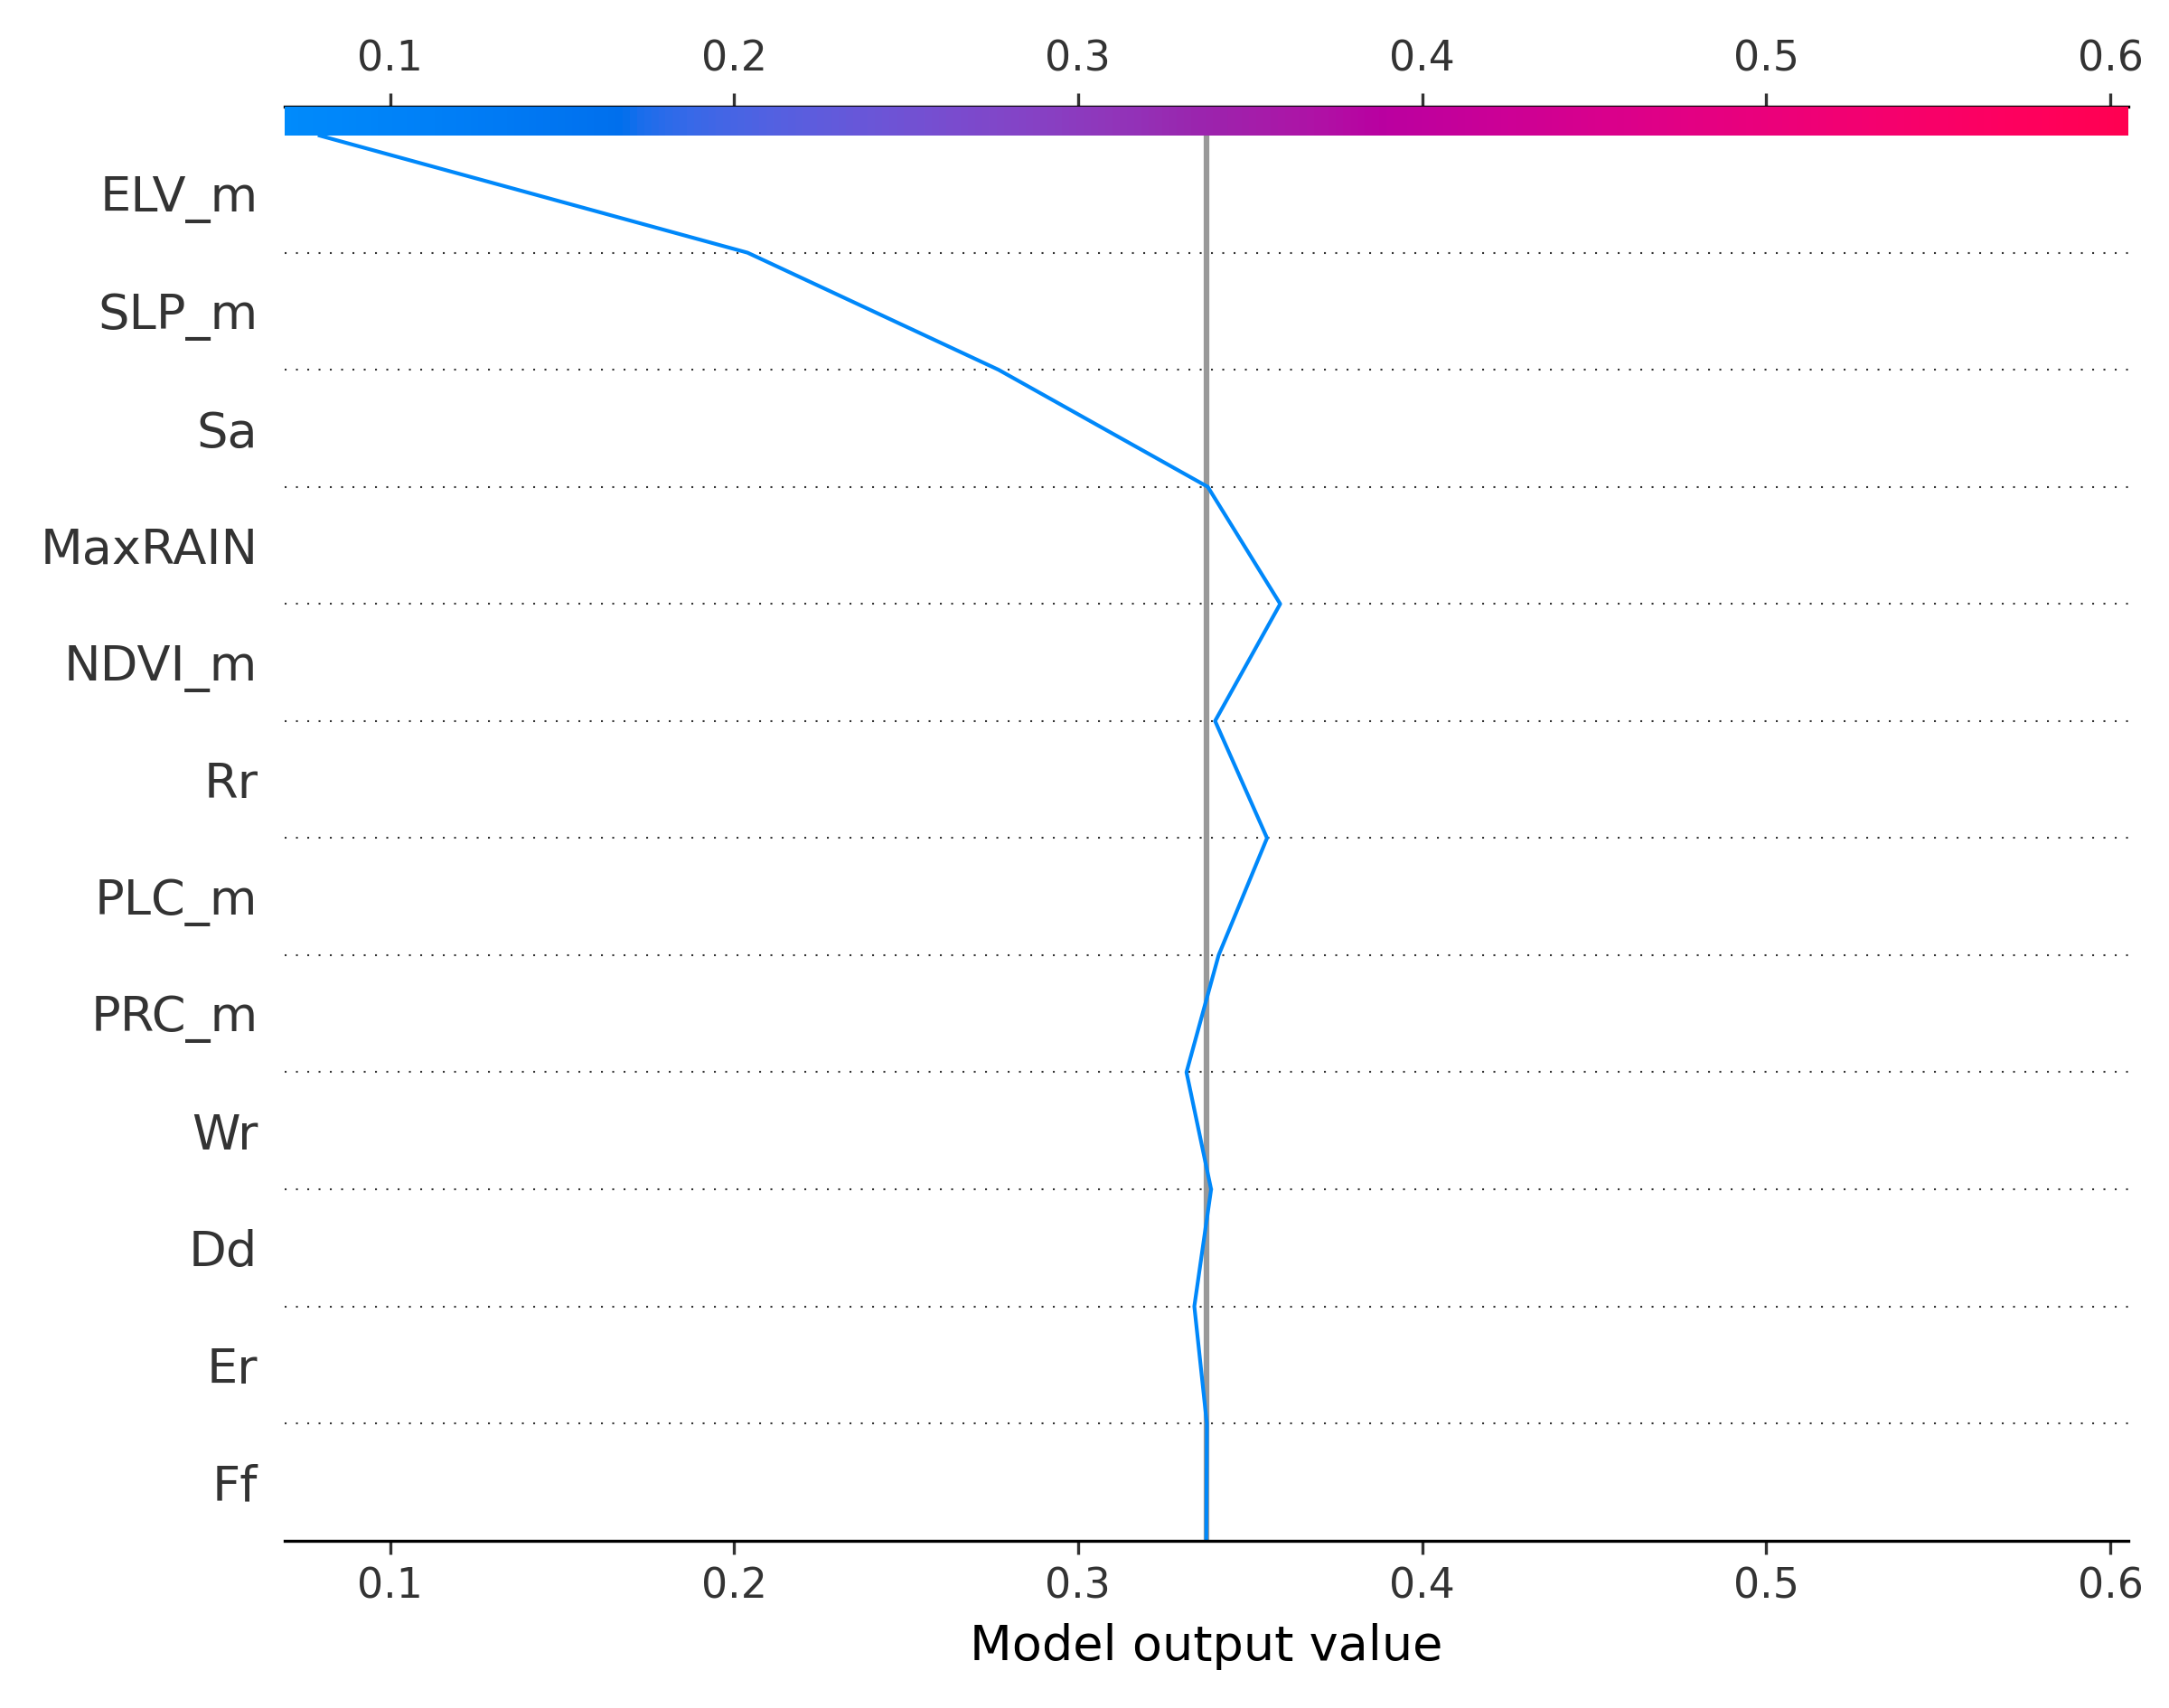 0.1 0.2 0.3 0.4 0.5 0.6
ELV_m
SLP_m
Sa
MaxRAIN
NDVI_m
Rr
PLC_m
PRC_m
Wr
Dd
Er
Ff
0.1 0.2 0.3 0.4 0.5 0.6
Model output value